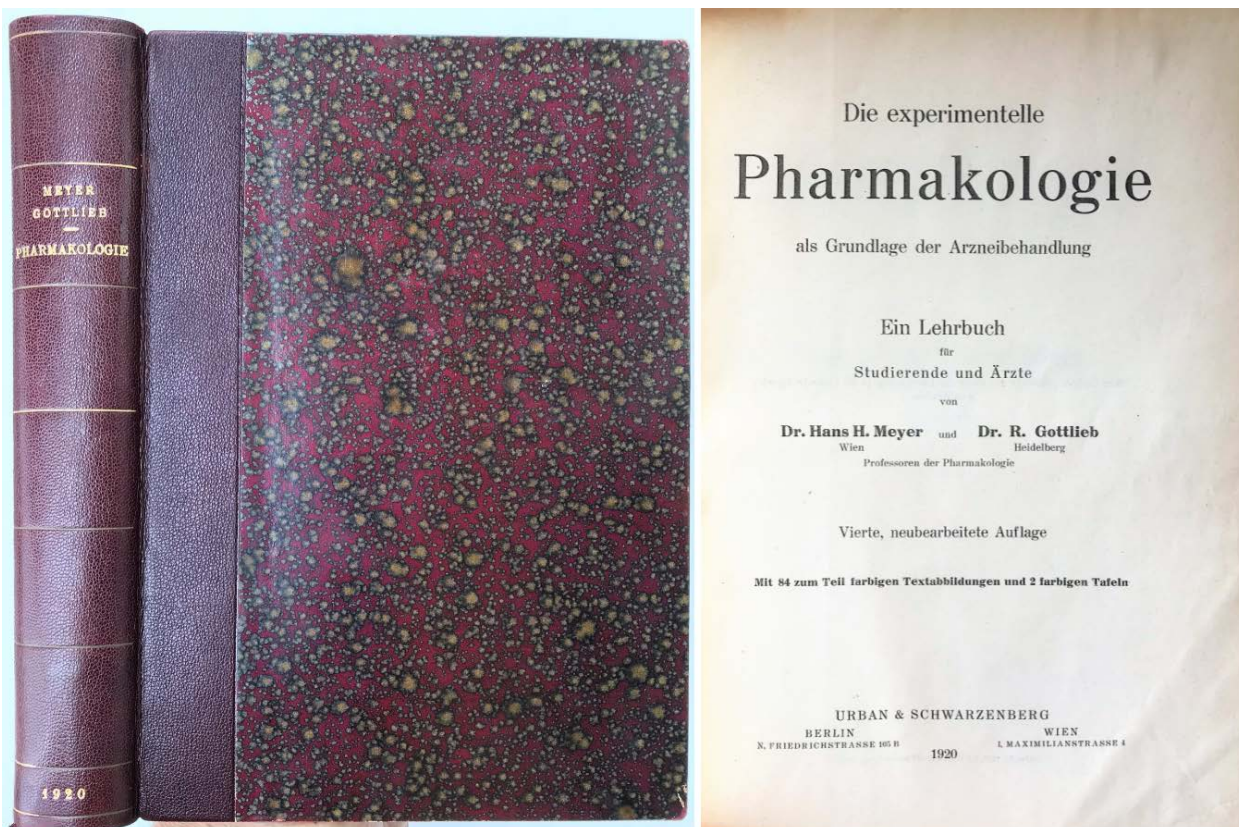 MEYER
GOTTLIEB
PHARMAKOLOGIE
1920
Die experimentelle
Pharmakologie
als Grundlage der Arzneibehandlung
Ein Lehrbuch
für
Studierende und Ärzte
von
Dr. Hans H. Meyer und Dr. R. Gottlieb
Wien Heidelberg
Professoren der Pharmakologie
Vierte, neubearbeitete Auflage
Mit 84 zum Teil farbigen Textabbildungen und 2 farbigen Tafeln
URBAN & SCHWARZENBERG
BERLIN WIEN
N, FRIEDRICHSTRASSE 105 B I, MAXIMILIANSTRASSE 4
1920